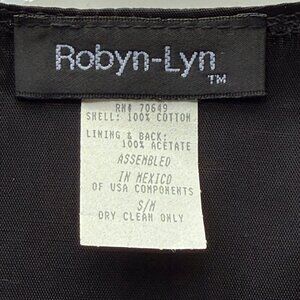 Robyn-Lyn
TM
RN# 70649
SHELL: 100% COTTON
LINING & BACK:
100% ACETATE
ASSEMBLED
IN MEXICO
OF USA COMPONENTS
S/M
DRY CLEAN ONLY